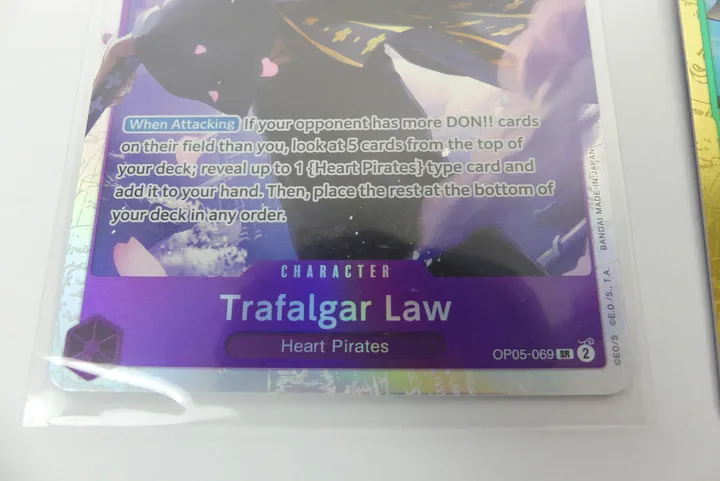 When Attacking If your opponent has more DON!! cards
on their field than you, look at 5 cards from the top of
your deck; reveal up to 1 {Heart Pirates} type card and
add it to your hand. Then, place the rest at the bottom of
your deck in any order.
CHARACTER
Trafalgar Law
Heart Pirates
OP05-069 SR 2
©E.O/S ©E.O./S., T.A. BANDAI MADE IN JAPAN